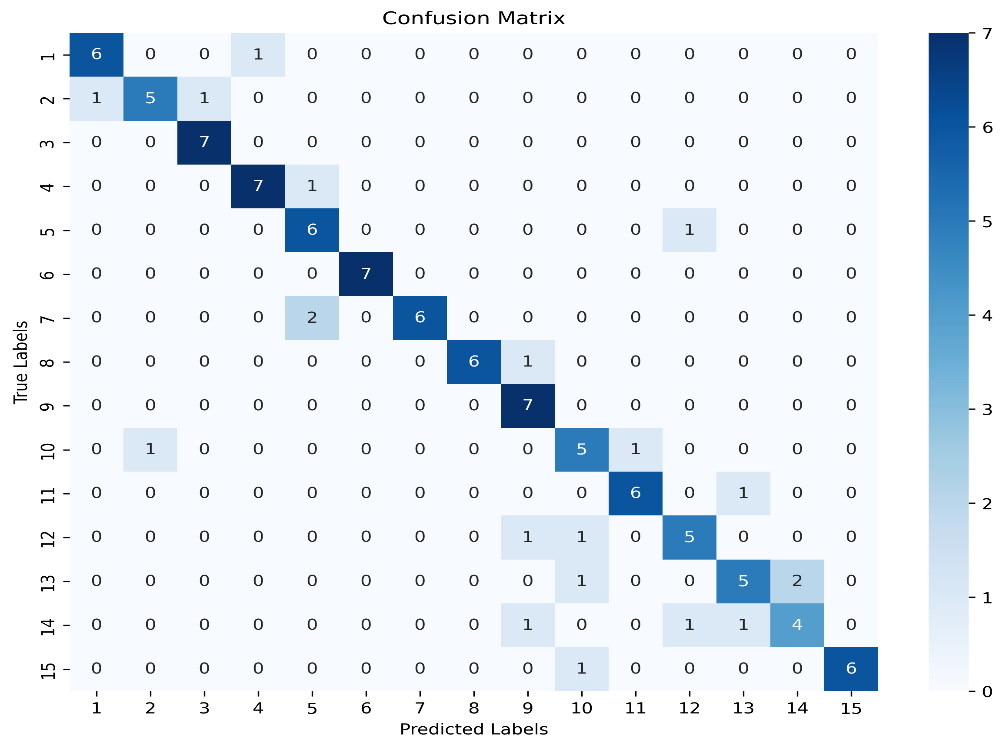 Confusion Matrix
1 6 0 0 1 0 0 0 0 0 0 0 0 0 0 0
2 1 5 1 0 0 0 0 0 0 0 0 0 0 0 0
3 0 0 7 0 0 0 0 0 0 0 0 0 0 0 0
4 0 0 0 7 1 0 0 0 0 0 0 0 0 0 0
5 0 0 0 0 6 0 0 0 0 0 0 1 0 0 0
6 0 0 0 0 0 7 0 0 0 0 0 0 0 0 0
7 0 0 0 0 2 0 6 0 0 0 0 0 0 0 0
8 0 0 0 0 0 0 0 6 1 0 0 0 0 0 0
9 0 0 0 0 0 0 0 0 7 0 0 0 0 0 0
10 0 1 0 0 0 0 0 0 0 5 1 0 0 0 0
11 0 0 0 0 0 0 0 0 0 0 6 0 1 0 0
12 0 0 0 0 0 0 0 0 1 1 0 5 0 0 0
13 0 0 0 0 0 0 0 0 0 1 0 0 5 2 0
14 0 0 0 0 0 0 0 0 1 0 0 1 1 4 0
15 0 0 0 0 0 0 0 0 0 1 0 0 0 0 6
1 2 3 4 5 6 7 8 9 10 11 12 13 14 15
Predicted Labels
True Labels
7
6
5
4
3
2
1
0